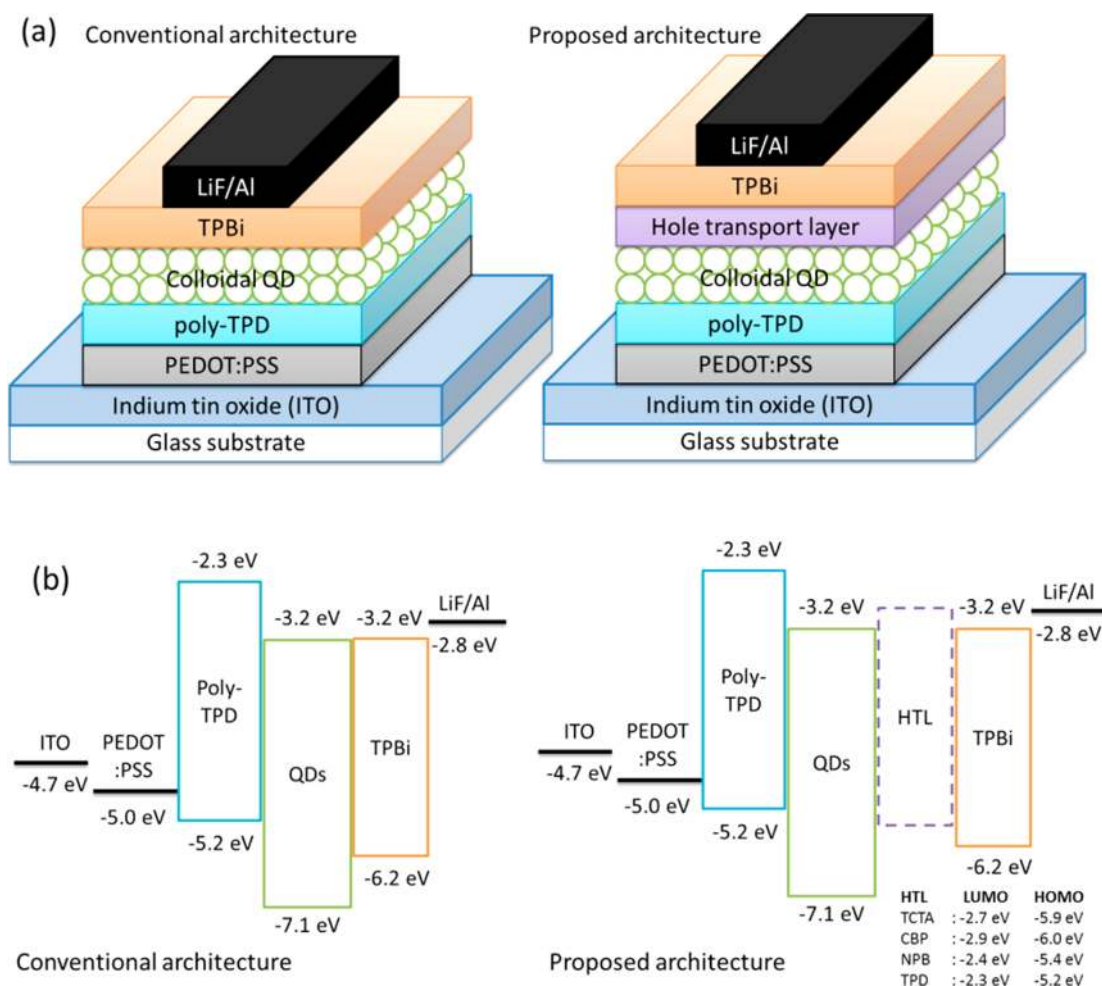 (a)
Conventional architecture
LiF/Al
TPBi
Colloidal QD
poly-TPD
PEDOT:PSS
Indium tin oxide (ITO)
Glass substrate
Proposed architecture
LiF/Al
TPBi
Hole transport layer
Colloidal QD
poly-TPD
PEDOT:PSS
Indium tin oxide (ITO)
Glass substrate
(b)
-2.3 eV
-3.2 eV
-3.2 eV
LiF/Al
-2.8 eV
Poly-
TPD
ITO
PEDOT
:PSS
QDs
TPBi
-4.7 eV
-5.0 eV
-5.2 eV
-6.2 eV
-7.1 eV
Conventional architecture
-2.3 eV
-3.2 eV
-3.2 eV
LiF/Al
-2.8 eV
Poly-
TPD
ITO
PEDOT
:PSS
QDs
HTL
TPBi
-4.7 eV
-5.0 eV
-5.2 eV
-6.2 eV
-7.1 eV
HTL LUMO HOMO
TCTA : -2.7 eV -5.9 eV
CBP : -2.9 eV -6.0 eV
NPB : -2.4 eV -5.4 eV
TPD : -2.3 eV -5.2 eV
Proposed architecture